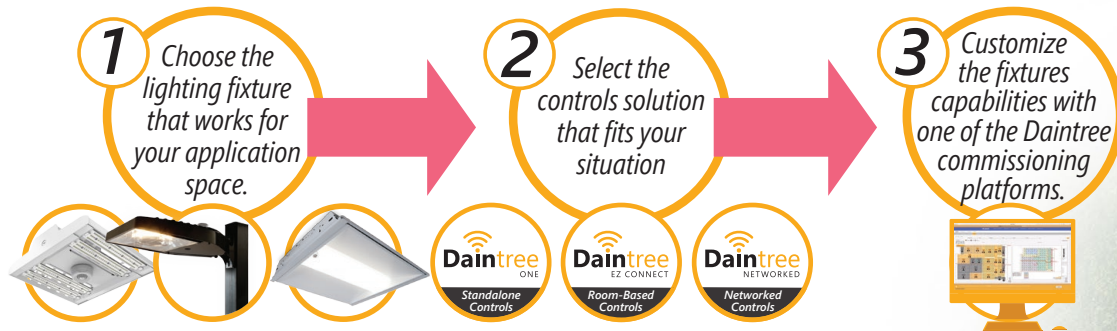 1
Choose the
lighting fixture
that works for
your application
space.
2
Select the
controls solution
that fits your
situation
3
Customize
the fixtures
capabilities with
one of the Daintree
commissioning
platforms.
Daintree
ONE
Standalone
Controls
Daintree
EZ CONNECT
Room-Based
Controls
Daintree
NETWORKED
Networked
Controls